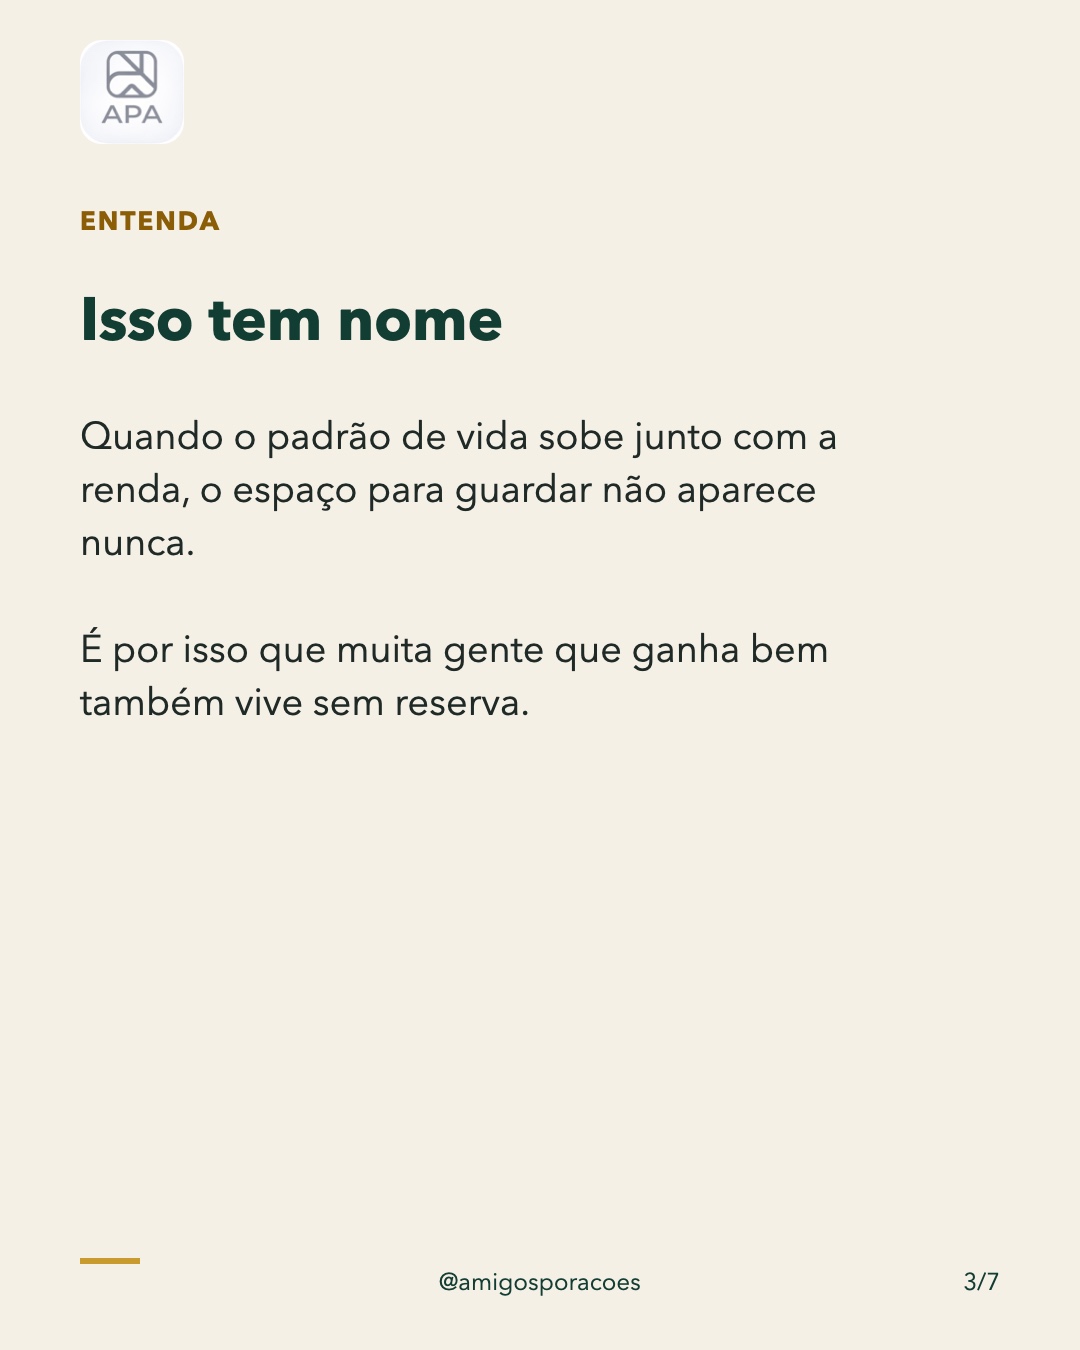 APA
ENTENDA
Isso tem nome
Quando o padrão de vida sobe junto com a
renda, o espaço para guardar não aparece
nunca.
É por isso que muita gente que ganha bem
também vive sem reserva.
@amigosporacoes
3/7